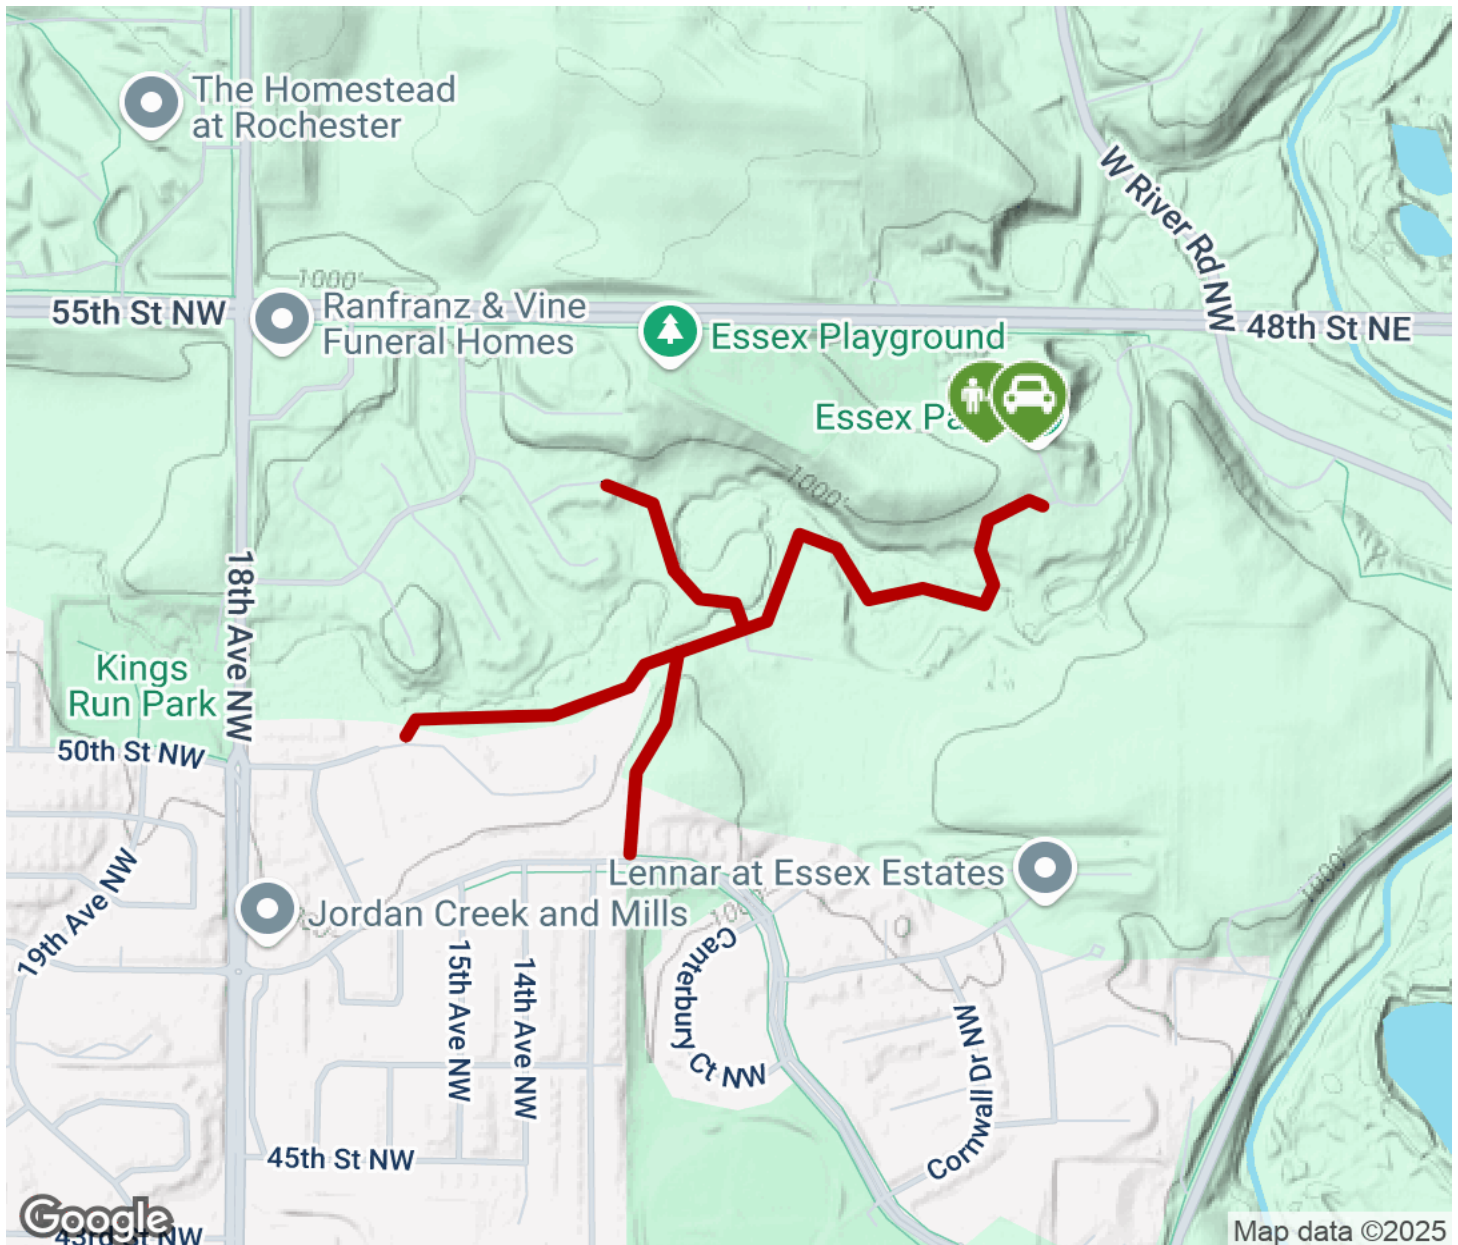 The Homestead
at Rochester
W River Rd NW
1000'
55th St NW
Ranfranz & Vine
Funeral Homes
Essex Playground
48th St NE
Essex Pa
1000'
18th Ave NW
Kings
Run Park
50th St NW
Lennar at Essex Estates
1000'
19th Ave NW
Jordan Creek and Mills
Canterbury Ct NW
15th Ave NW
14th Ave NW
Cornwall Dr NW
45th St NW
Google
43rd St NW
Map data ©2025